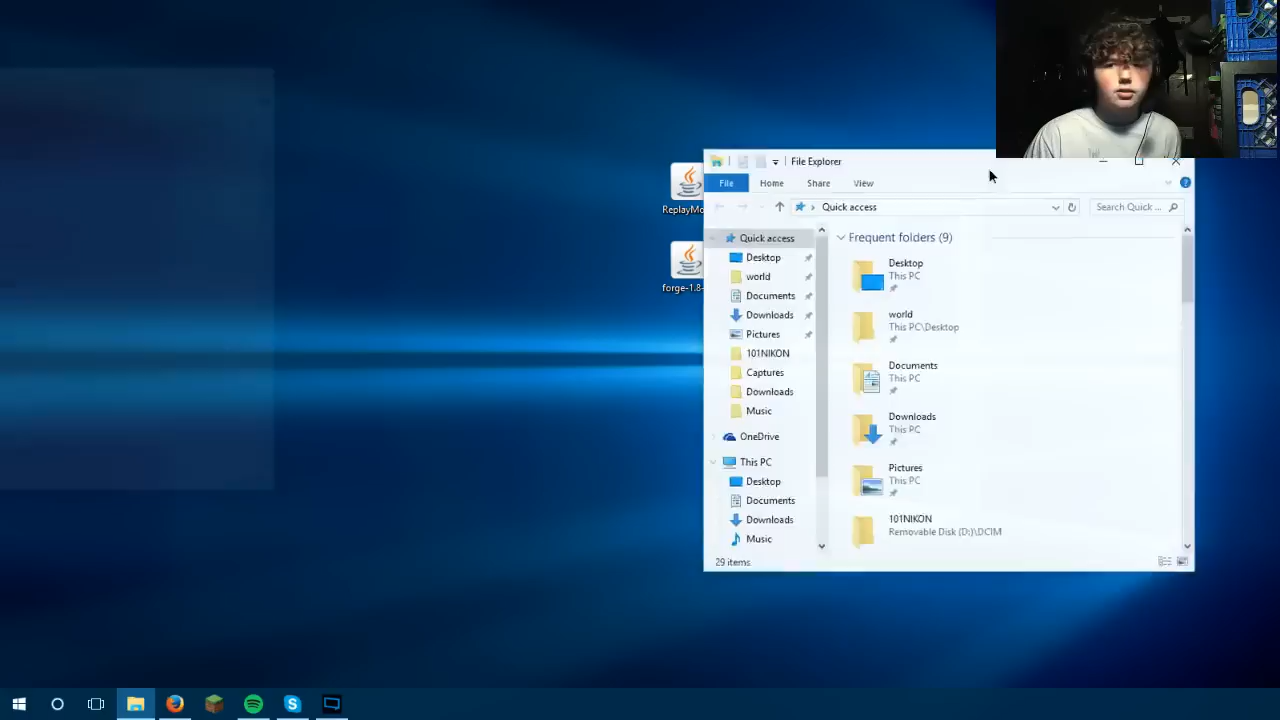 ReplayMo
forge-1.8-
File Explorer
File
Home
Share
View
Quick access
Search Quick ...
Quick access
Desktop
world
Documents
Downloads
Pictures
101NIKON
Captures
Downloads
Music
OneDrive
This PC
Desktop
Documents
Downloads
Music
Frequent folders (9)
Desktop
This PC
world
This PC\Desktop
Documents
This PC
Downloads
This PC
Pictures
This PC
101NIKON
Removable Disk (D:)\DCIM
29 items